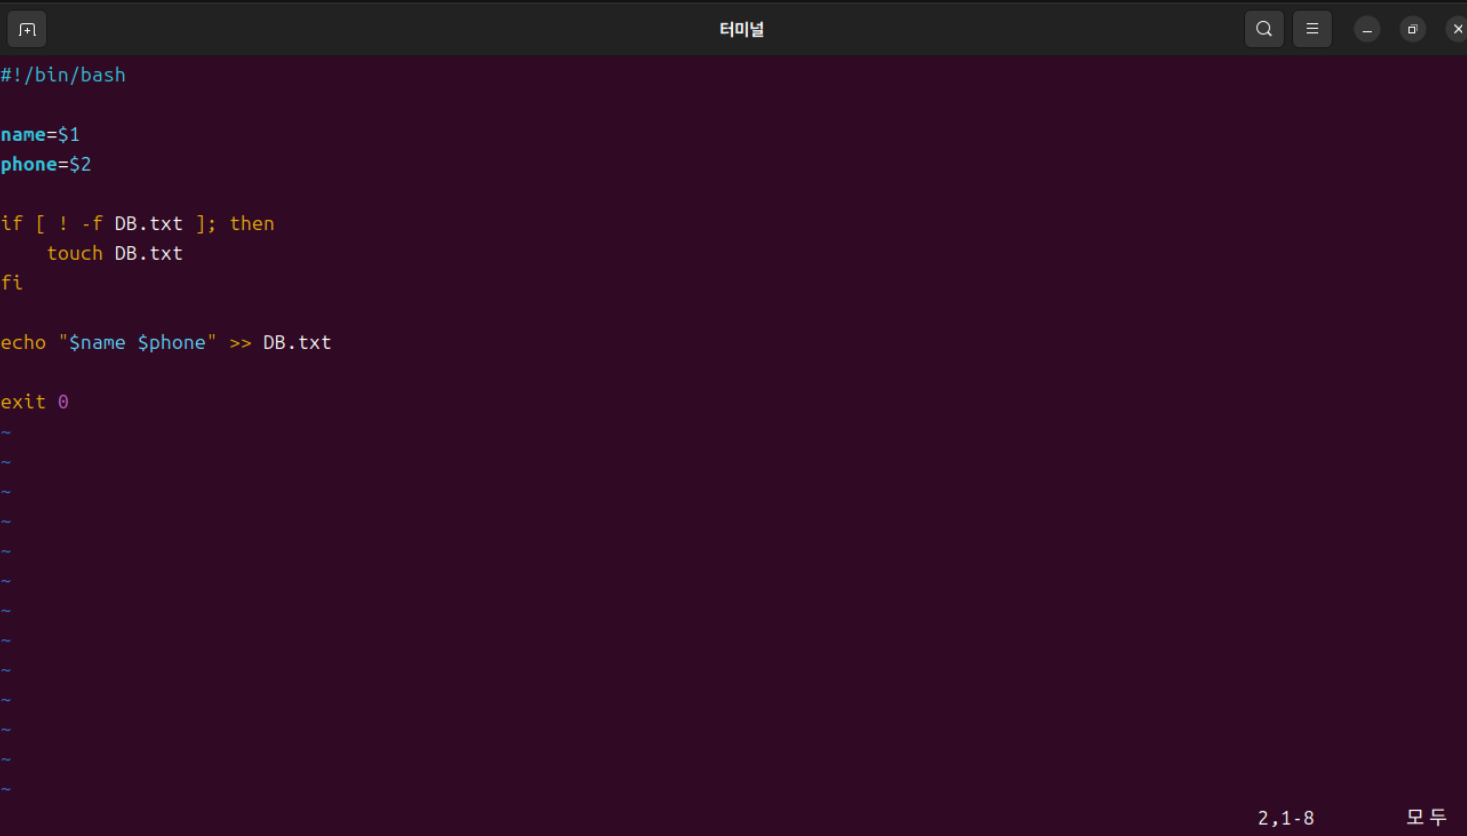 터미널
#!/bin/bash
name=$1
phone=$2
if [ ! -f DB.txt ]; then
    touch DB.txt
fi
echo "$name $phone" >> DB.txt
exit 0
~
~
~
~
~
~
~
~
~
~
~
~
~
2,1-8 모두